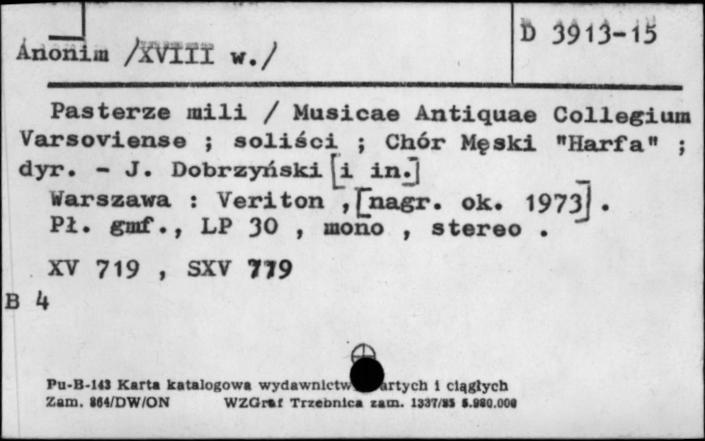 D 3913-15
Anonim /XVIII w./
Pasterze mili / Musicae Antiquae Collegium
Varsoviense ; soliści ; Chór Męski "Harfa" ;
dyr. - J. Dobrzyński [i in.]
Warszawa : Veriton , [nagr. ok. 1973] .
Pł. gmf., LP 30 , mono , stereo .
XV 719 , SXV 779
B 4
Pu-B-143 Karta katalogowa wydawnictw artych i ciągłych
Zam. 864/DW/ON WZGraf Trzebnica zam. 1337/85 5.980.000